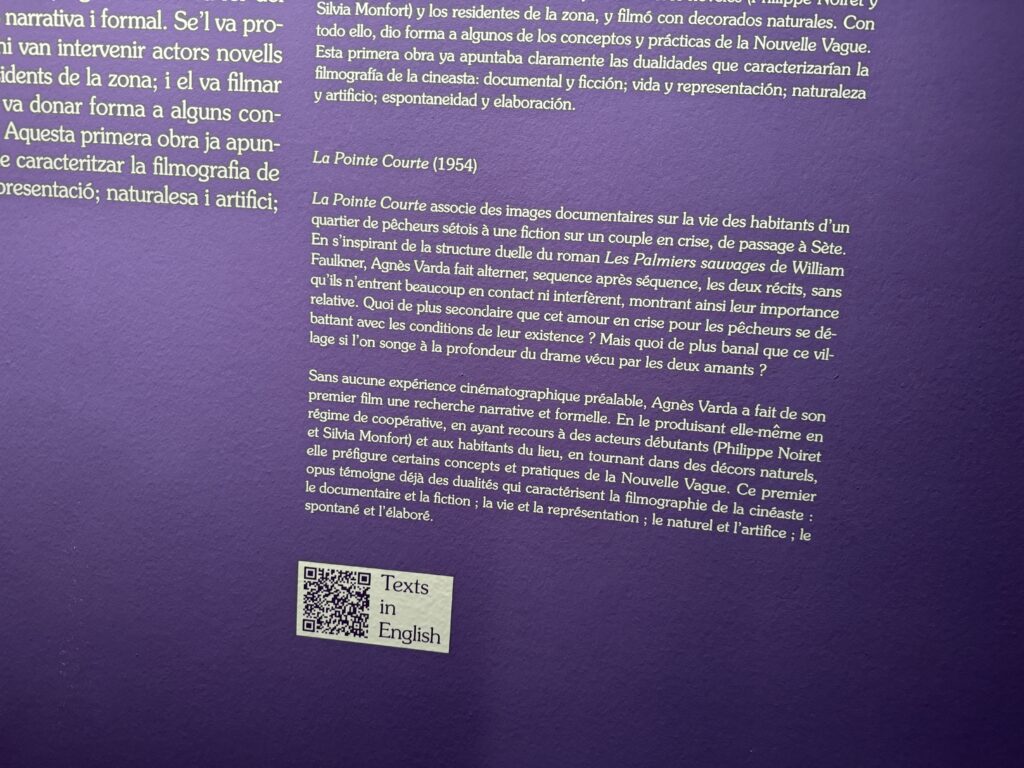 narrativa i formal. Se'l va pro-
hi van intervenir actors novells
idents de la zona; i el va filmar
va donar forma a alguns con-
Aquesta primera obra ja apun-
e caracteritzar la filmografia de
presentació; naturalesa i artifici;
Silvia Monfort) y los residentes de la zona, y filmó con decorados naturales. Con
todo ello, dio forma a algunos de los conceptos y prácticas de la Nouvelle Vague.
Esta primera obra ya apuntaba claramente las dualidades que caracterizarían la
filmografía de la cineasta: documental y ficción; vida y representación; naturaleza
y artificio; espontaneidad y elaboración.
La Pointe Courte (1954)
La Pointe Courte associe des images documentaires sur la vie des habitants d'un
quartier de pêcheurs sétois à une fiction sur un couple en crise, de passage à Sète.
En s'inspirant de la structure duelle du roman Les Palmiers sauvages de William
Faulkner, Agnès Varda fait alterner, sequence après séquence, les deux récits, sans
qu'ils n'entrent beaucoup en contact ni interfèrent, montrant ainsi leur importance
relative. Quoi de plus secondaire que cet amour en crise pour les pêcheurs se dé-
battant avec les conditions de leur existence ? Mais quoi de plus banal que ce vil-
lage si l'on songe à la profondeur du drame vécu par les deux amants ?
Sans aucune expérience cinématographique préalable, Agnès Varda a fait de son
premier film une recherche narrative et formelle. En le produisant elle-même en
régime de coopérative, en ayant recours à des acteurs débutants (Philippe Noiret
et Silvia Monfort) et aux habitants du lieu, en tournant dans des décors naturels,
elle préfigure certains concepts et pratiques de la Nouvelle Vague. Ce premier
opus témoigne déjà des dualités qui caractérisent la filmographie de la cinéaste :
le documentaire et la fiction ; la vie et la représentation ; le naturel et l'artifice ; le
spontané et l'élaboré.
Texts
in
English